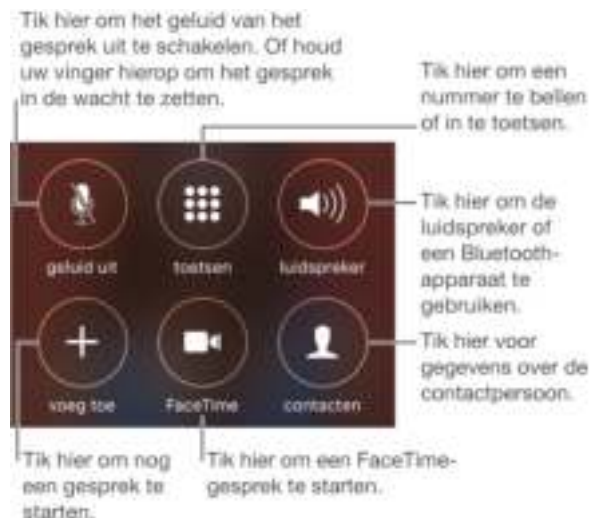 Tik hier om het geluid van het
gesprek uit te schakelen. Of houd
uw vinger hierop om het gesprek
in de wacht te zetten.
Tik hier om een
nummer te bellen
of in te toetsen.
geluid uit
toetsen
luidspreker
Tik hier om de
luidspreker of
een Bluetooth-
apparaat te
gebruiken.
voeg toe
FaceTime
contacten
Tik hier voor
gegevens over de
contactpersoon.
Tik hier om nog
een gesprek te
starten.
Tik hier om een FaceTime-
gesprek te starten.